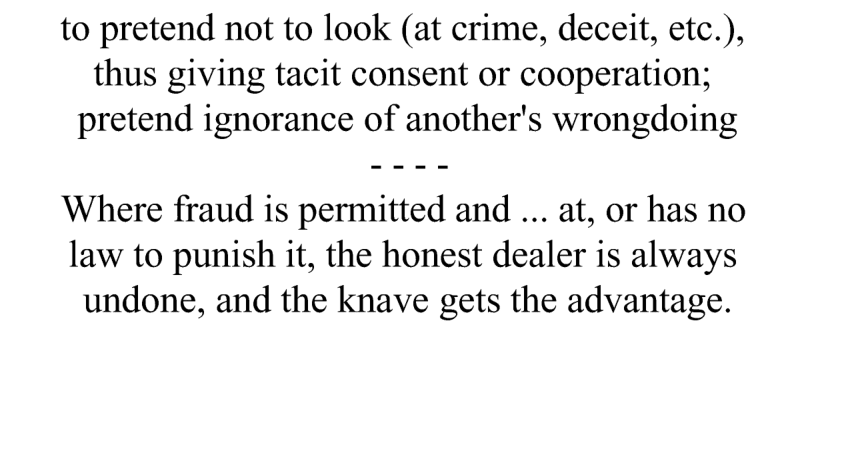 to pretend not to look (at crime, deceit, etc.),
thus giving tacit consent or cooperation;
pretend ignorance of another's wrongdoing
- - - -
Where fraud is permitted and ... at, or has no
law to punish it, the honest dealer is always
undone, and the knave gets the advantage.